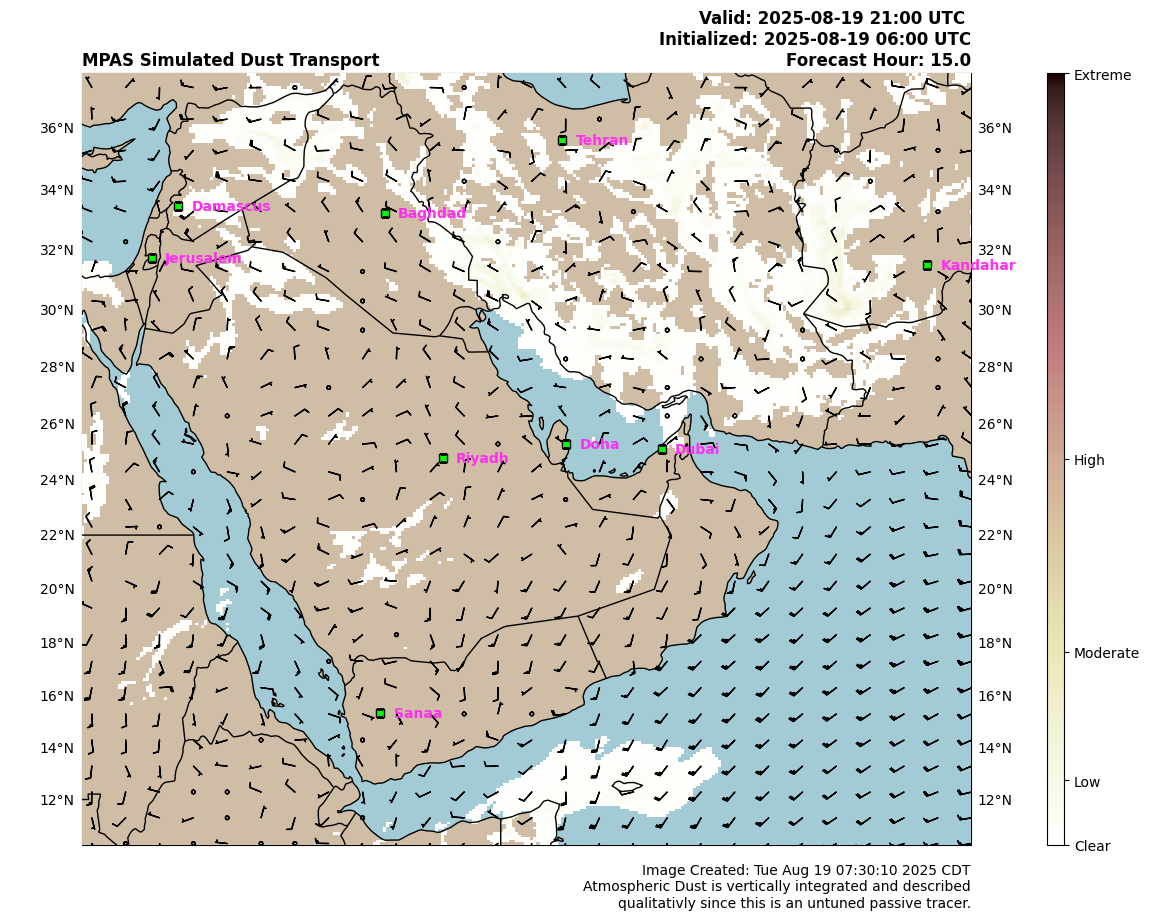 Valid: 2025-08-19 21:00 UTC
Initialized: 2025-08-19 06:00 UTC
MPAS Simulated Dust Transport
Forecast Hour: 15.0
Extreme
36°N
Tehran
36°N
34°N
34°N
Damascus
Baghdad
32°N
32°N
Jerusalem
Kandahar
30°N
30°N
28°N
28°N
26°N
26°N
Doha
Dubai
Riyadh
High
24°N
24°N
22°N
22°N
20°N
20°N
18°N
18°N
Moderate
16°N
16°N
Sanaa
14°N
14°N
Low
12°N
12°N
Clear
Image Created: Tue Aug 19 07:30:10 2025 CDT
Atmospheric Dust is vertically integrated and described
qualitativly since this is an untuned passive tracer.